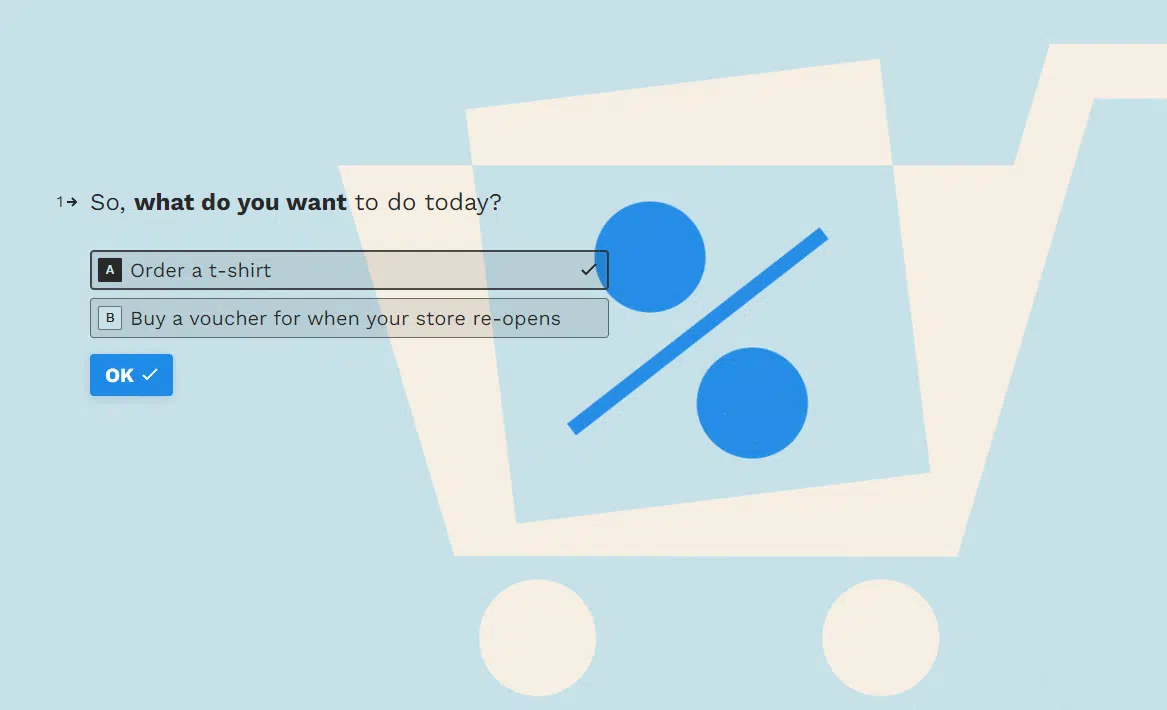 1→ So, what do you want to do today?
A Order a t-shirt
B Buy a voucher for when your store re-opens
OK